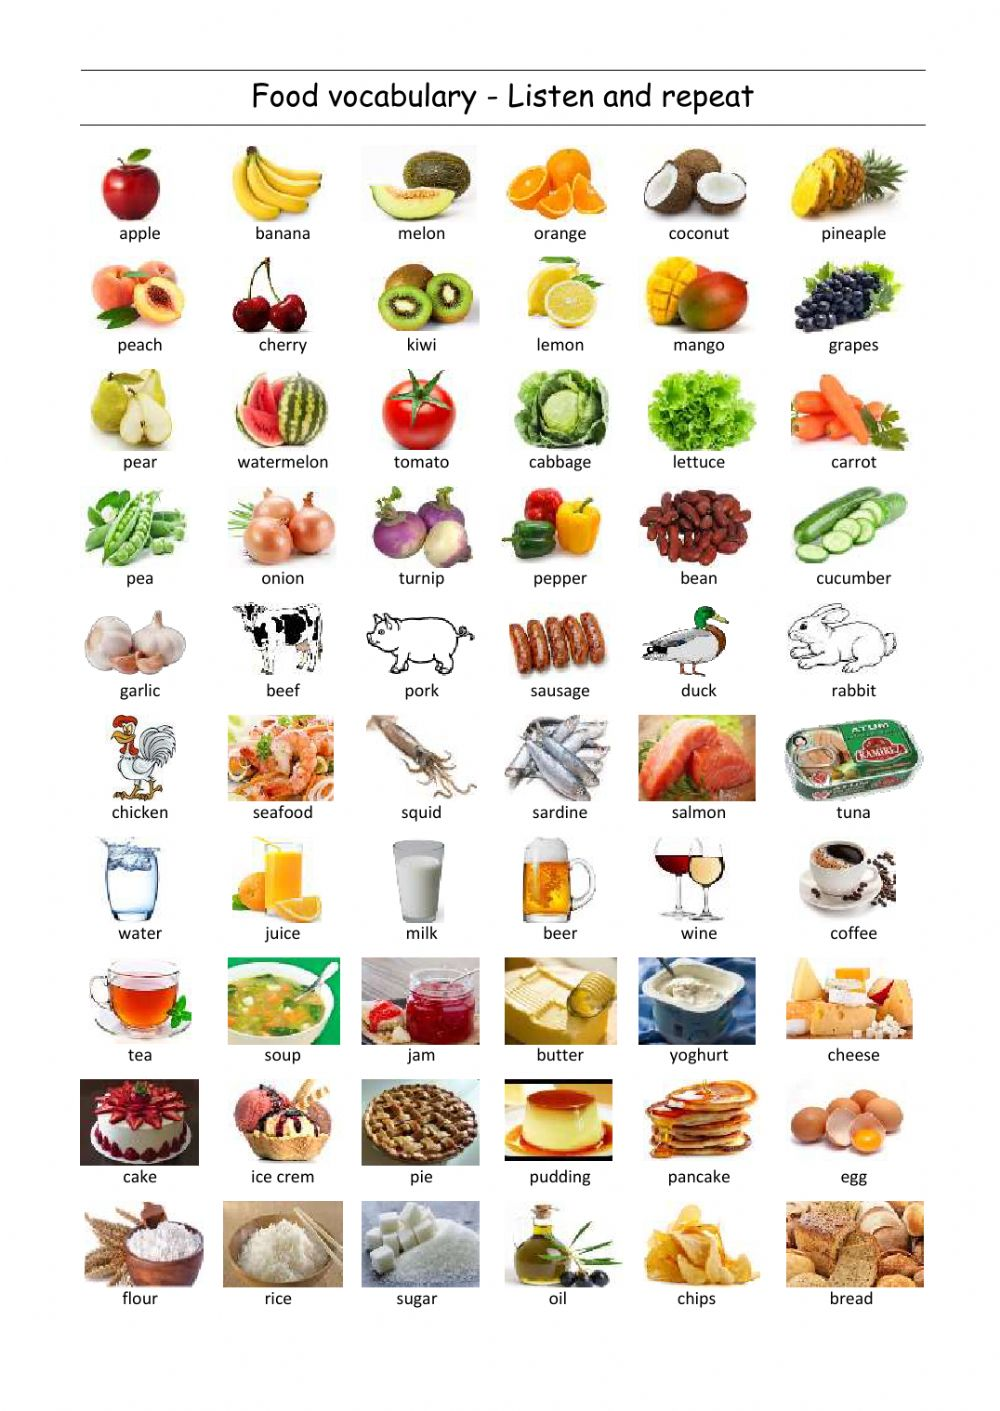 Food vocabulary - Listen and repeat
apple banana melon orange coconut pineapple
peach cherry kiwi lemon mango grapes
pear watermelon tomato cabbage lettuce carrot
pea onion turnip pepper bean cucumber
garlic beef pork sausage duck rabbit
ATUM
RAMIREZ
chicken seafood squid sardine salmon tuna
water juice milk beer wine coffee
tea soup jam butter yoghurt cheese
cake ice crem pie pudding pancake egg
flour rice sugar oil chips bread